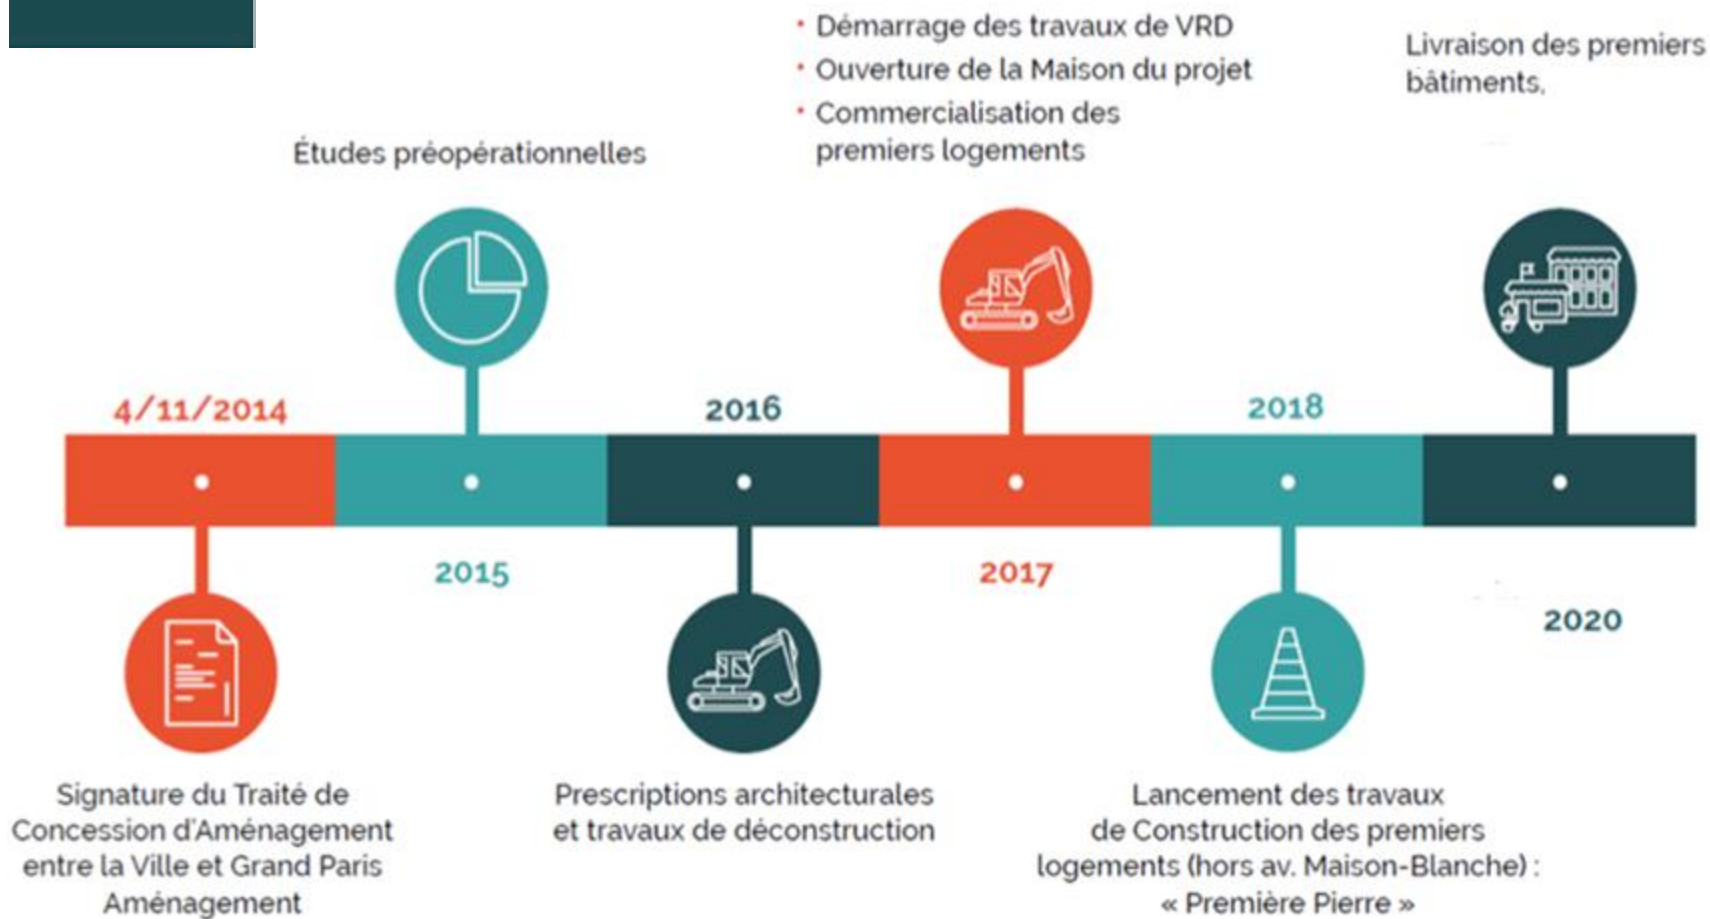 • Démarrage des travaux de VRD
• Ouverture de la Maison du projet
• Commercialisation des
premiers logements
Livraison des premiers
bâtiments,
Études préopérationnelles
4/11/2014
2016
2018
2015
2017
2020
Signature du Traité de
Concession d'Aménagement
entre la Ville et Grand Paris
Aménagement
Prescriptions architecturales
et travaux de déconstruction
Lancement des travaux
de Construction des premiers
logements (hors av. Maison-Blanche) :
« Première Pierre »